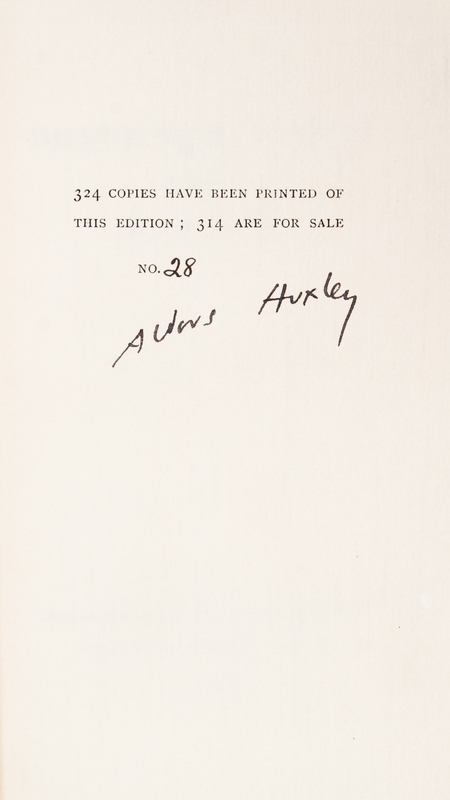 324 COPIES HAVE BEEN PRINTED OF
THIS EDITION; 314 ARE FOR SALE
NO. 28
Aldous Huxley